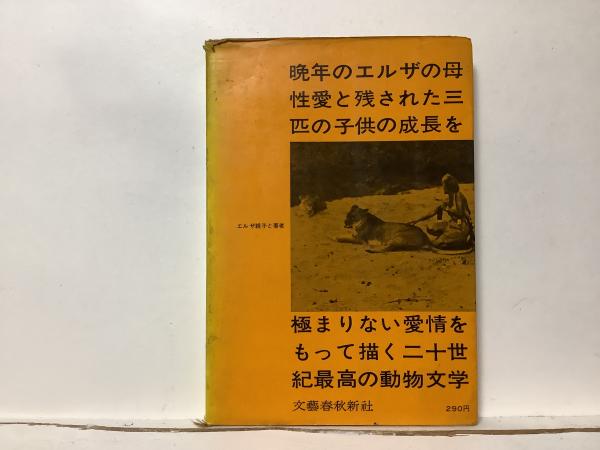 晩年のエルザの母
性愛と残された三
匹の子供の成長を
エルザ親子と著者
極まりない愛情を
もって描く二十世
紀最高の動物文学
文藝春秋新社
290円